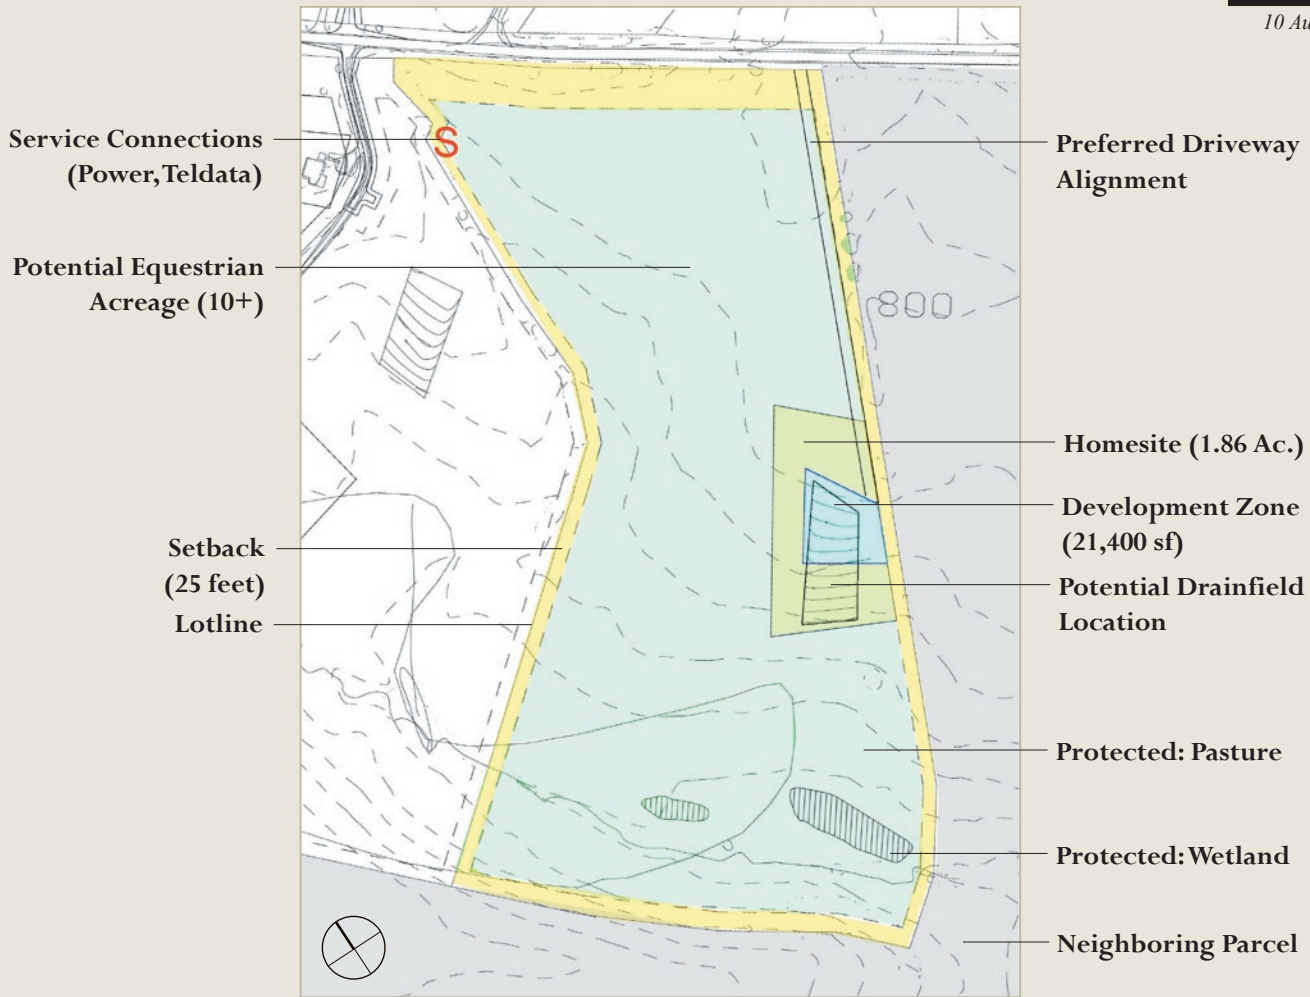 10 Au
Service Connections
(Power, Teldata)
Potential Equestrian
Acreage (10+)
Setback
(25 feet)
Lotline
S
800
Preferred Driveway
Alignment
Homesite (1.86 Ac.)
Development Zone
(21,400 sf)
Potential Drainfield
Location
Protected: Pasture
Protected: Wetland
Neighboring Parcel